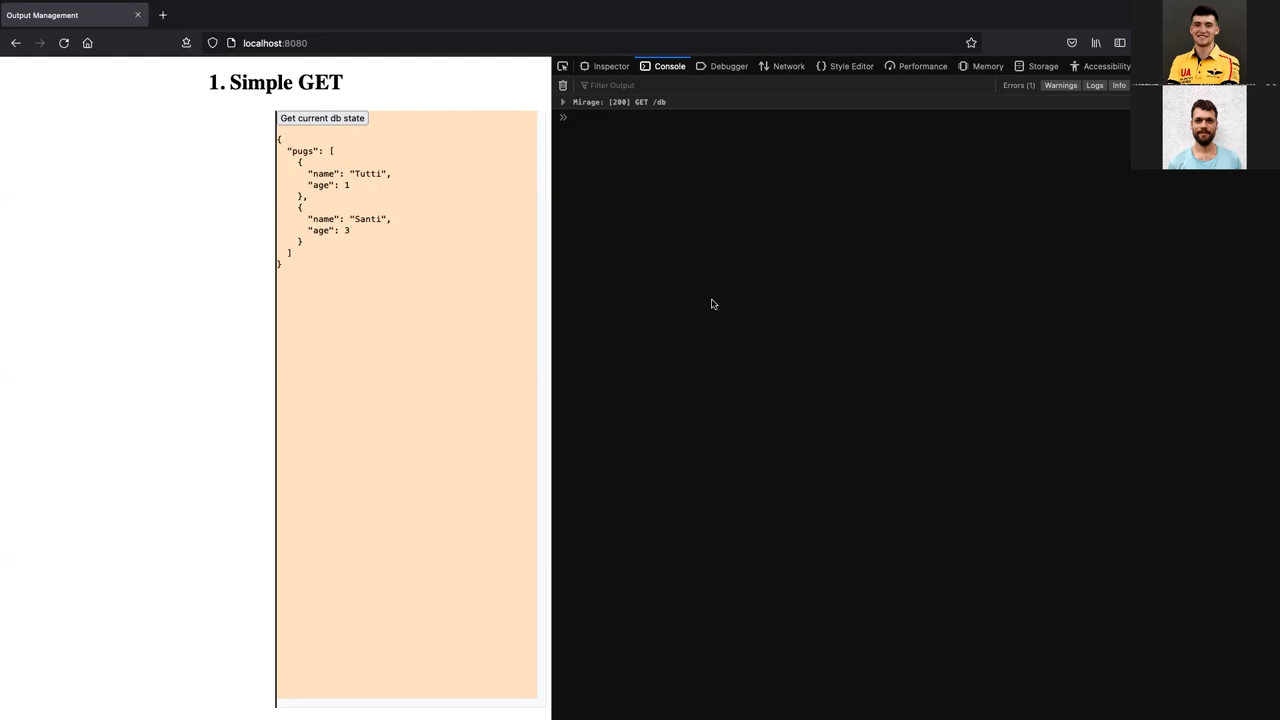 Output Management
localhost:8080
1. Simple GET
Get current db state
{
"pugs": [
{
"name": "Tutti",
"age": 1
},
{
"name": "Santi",
"age": 3
}
]
}
Inspector
Console
Debugger
Network
Style Editor
Performance
Memory
Storage
Accessibility
Filter Output
Errors (1)
Warnings
Logs
Info
Mirage: [200] GET /db
UA